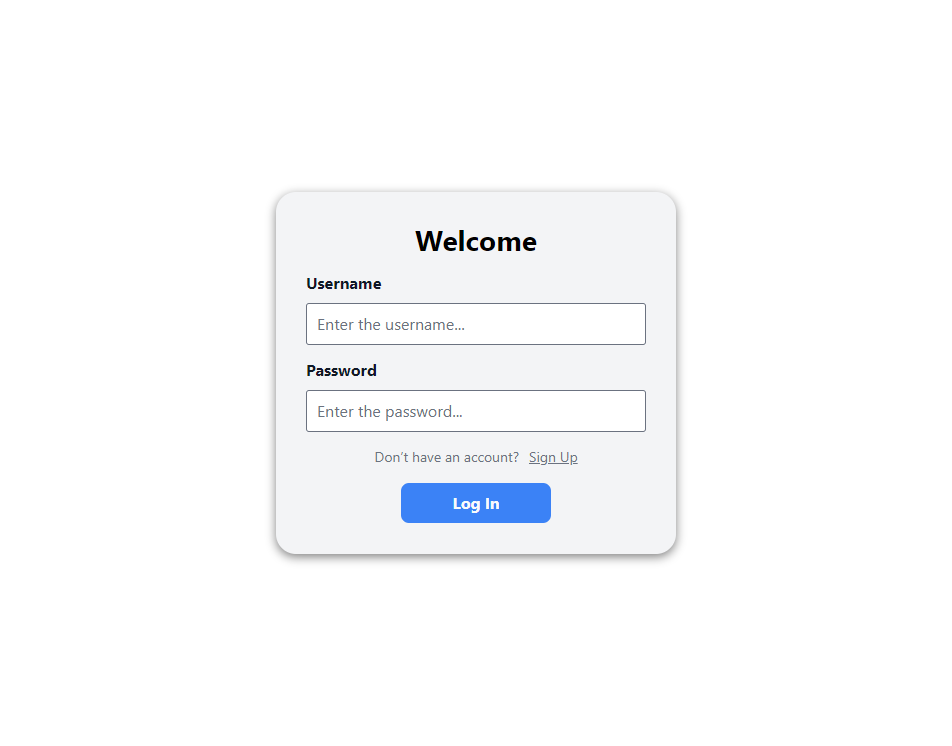 Welcome
Username
Enter the username...
Password
Enter the password...
Don't have an account? Sign Up
Log In